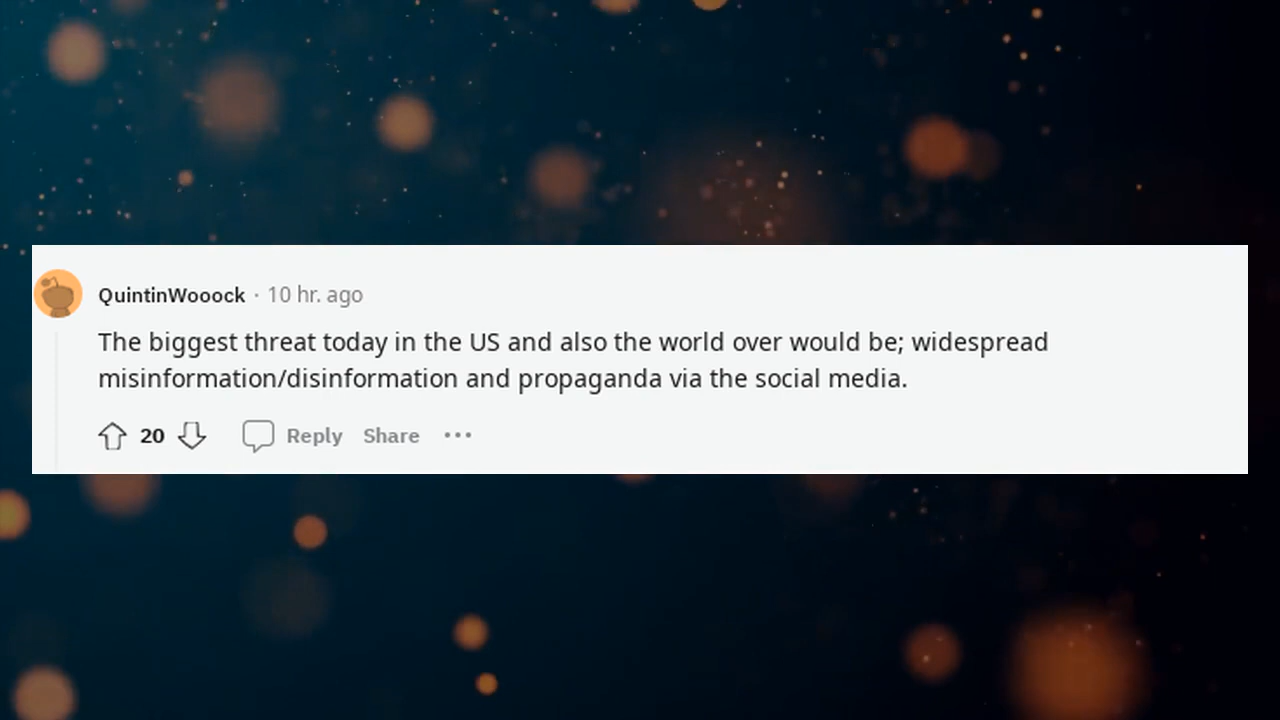 QuintinWooock · 10 hr. ago
The biggest threat today in the US and also the world over would be; widespread
misinformation/disinformation and propaganda via the social media.
20 Reply Share ···